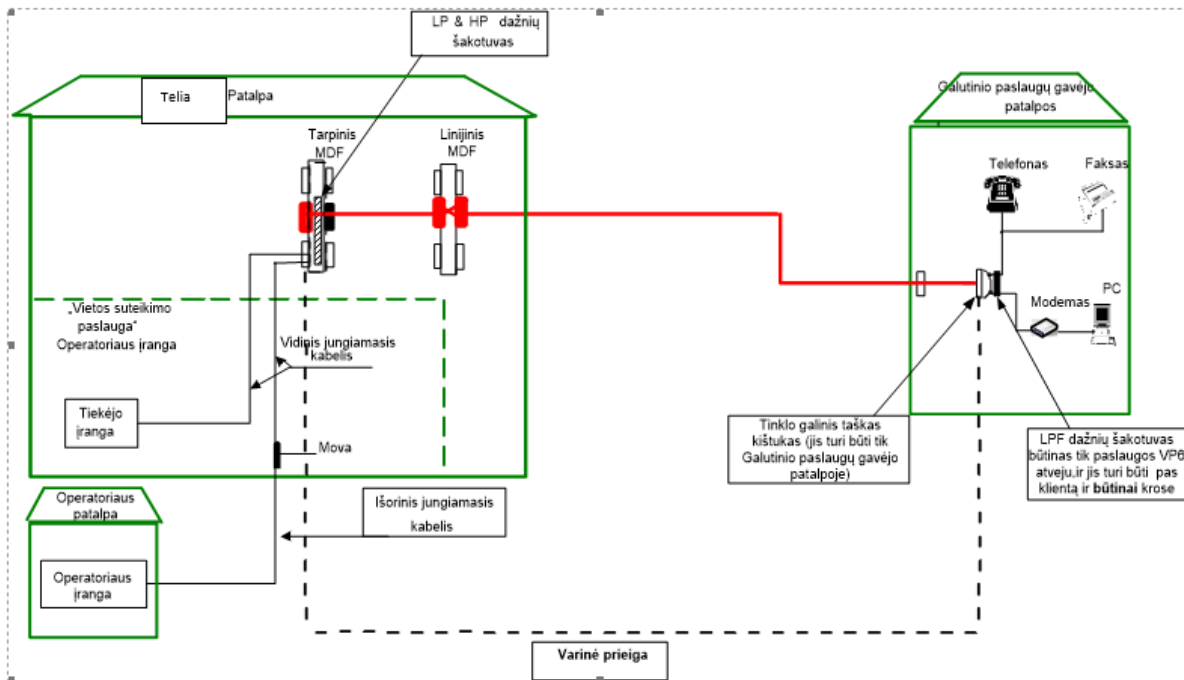 LP & HP dažnių
šakotuvas
Telia Patalpa
Tarpinis
MDF
Linijinis
MDF
Galutinio paslaugų gavėjo
patalpos
Telefonas
Faksas
Modemas
PC
„Vietos suteikimo
paslauga“
Operatoriaus įranga
Vidinis jungiamasis
kabelis
Tiekėjo
įranga
Mova
Tinklo galinis taškas
kištukas (jis turi būti tik
Galutinio paslaugų gavėjo
patalpoje)
LPF dažnių šakotuvas
būtinas tik paslaugos VP6
atveju,ir jis turi būti pas
klientą ir būtinai krose
Operatoriaus
patalpa
Išorinis jungiamasis
kabelis
Operatoriaus
įranga
Varinė prieiga